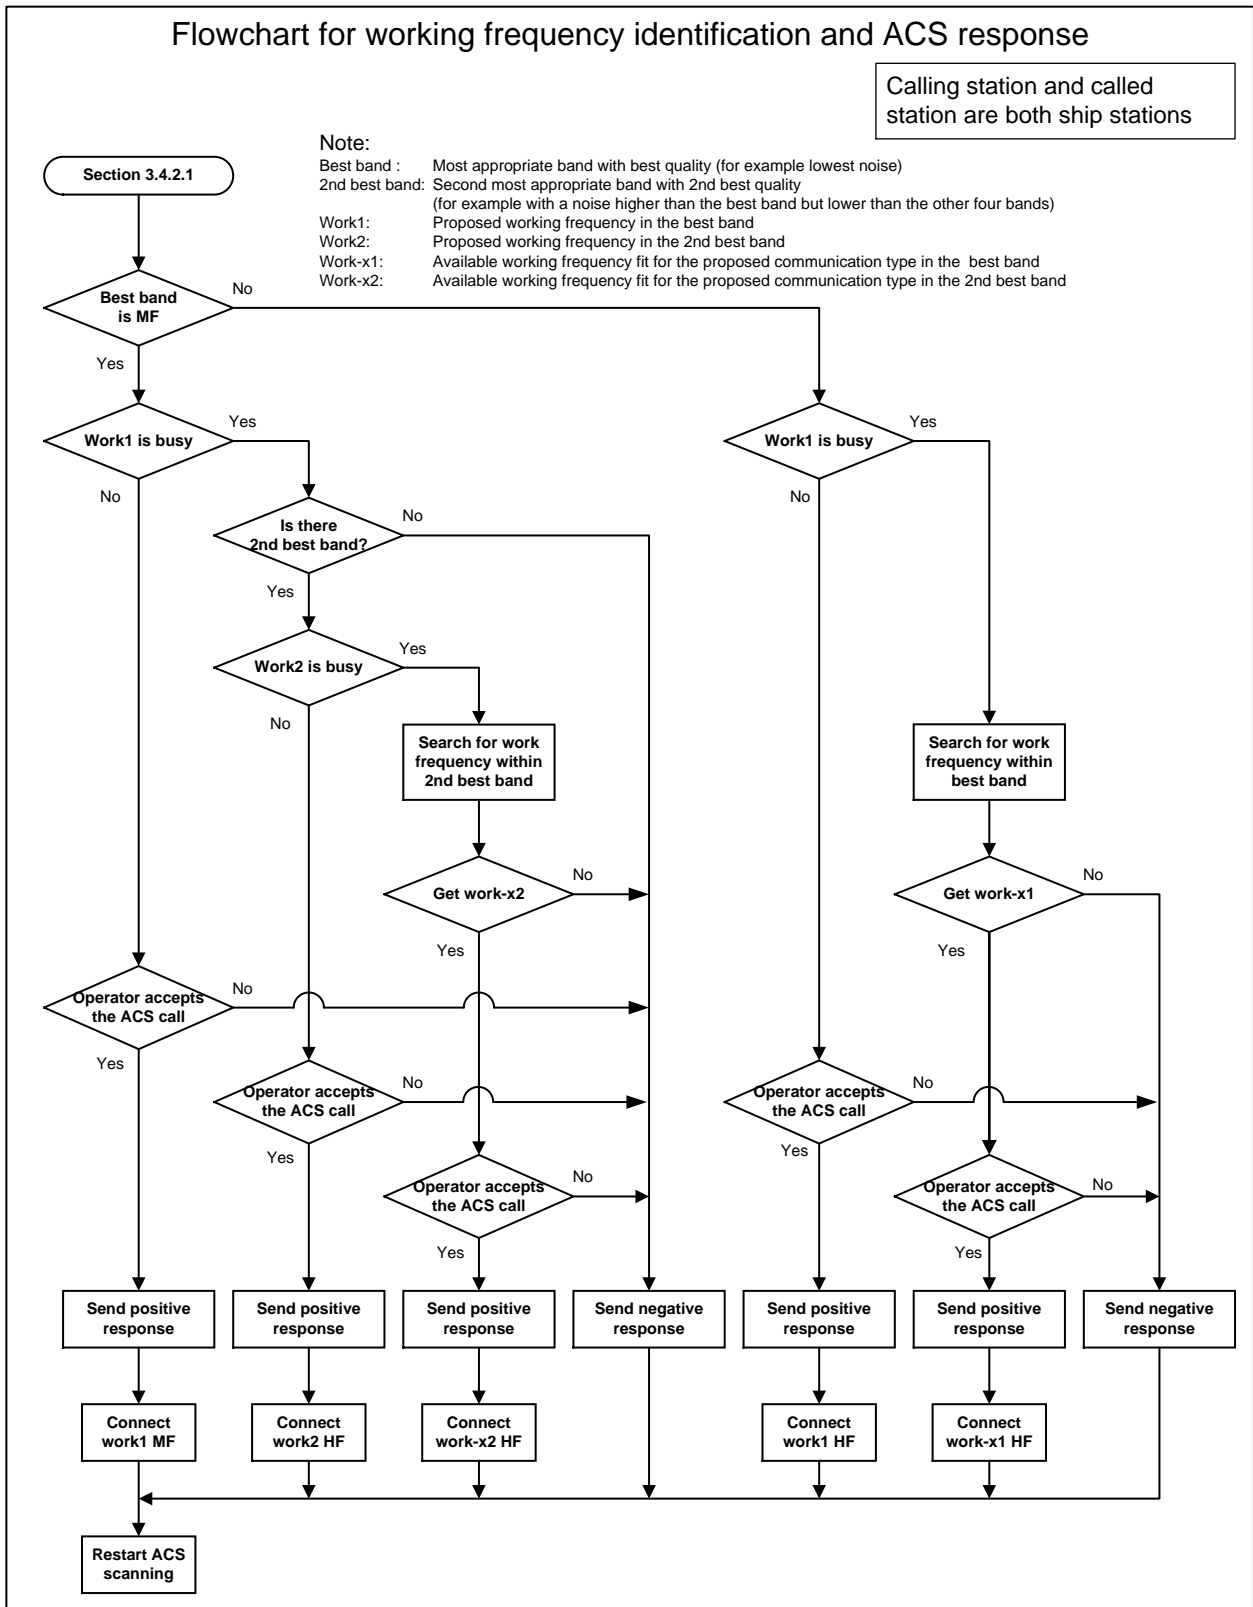 Flowchart for working frequency identification and ACS response
Calling station and called
station are both ship stations
Note:
Best band : Most appropriate band with best quality (for example lowest noise)
2nd best band: Second most appropriate band with 2nd best quality
(for example with a noise higher than the best band but lower than the other four bands)
Work1: Proposed working frequency in the best band
Work2: Proposed working frequency in the 2nd best band
Work-x1: Available working frequency fit for the proposed communication type in the best band
Work-x2: Available working frequency fit for the proposed communication type in the 2nd best band
Section 3.4.2.1
Best band
is MF
No
Yes
Work1 is busy
Yes
No
Work1 is busy
Yes
No
Is there
2nd best band?
No
Yes
Work2 is busy
Yes
No
Search for work
frequency within
2nd best band
Search for work
frequency within
best band
Get work-x2
No
Yes
Get work-x1
No
Yes
Operator accepts
the ACS call
No
Yes
Operator accepts
the ACS call
No
Yes
Operator accepts
the ACS call
No
Yes
Operator accepts
the ACS call
No
Yes
Operator accepts
the ACS call
No
Yes
Send positive
response
Send positive
response
Send positive
response
Send negative
response
Send positive
response
Send positive
response
Send negative
response
Connect
work1 MF
Connect
work2 HF
Connect
work-x2 HF
Connect
work1 HF
Connect
work-x1 HF
Restart ACS
scanning